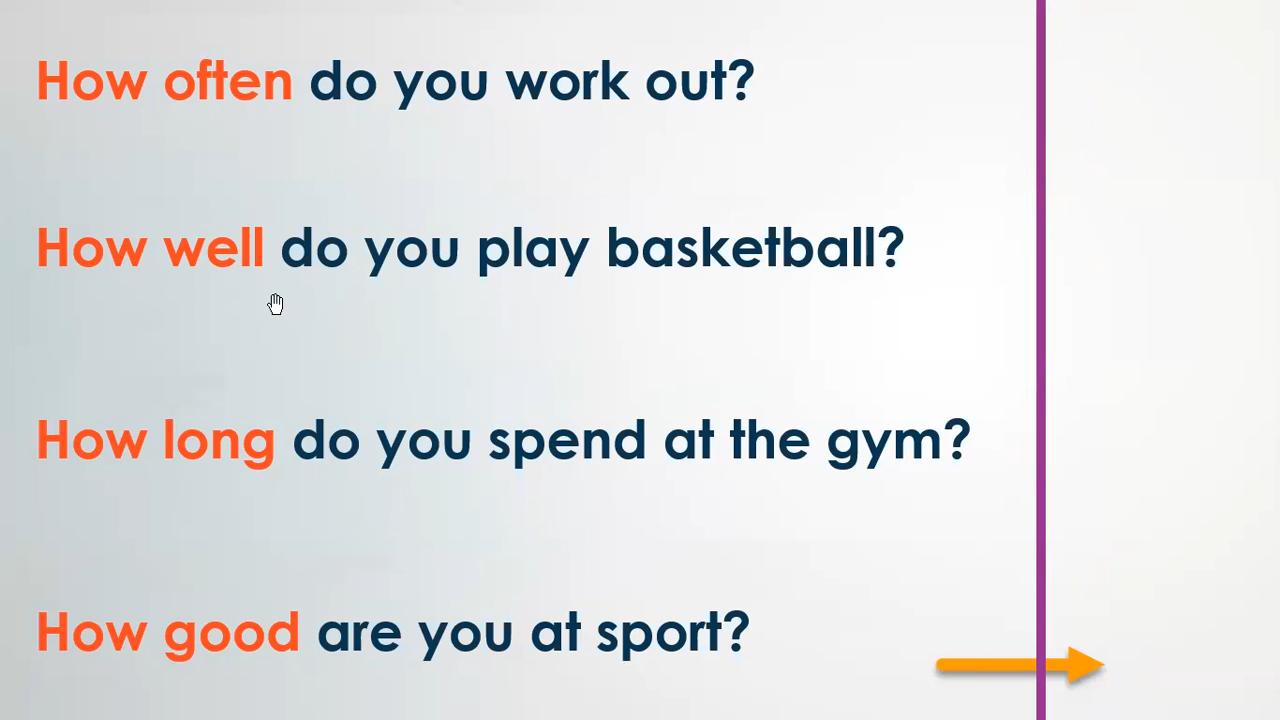 How often do you work out?
How well do you play basketball?
How long do you spend at the gym?
How good are you at sport?